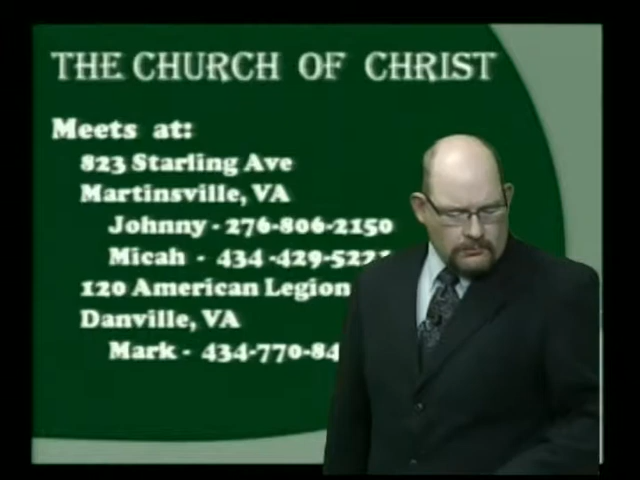 THE CHURCH OF CHRIST
Meets at:
823 Starling Ave
Martinsville, VA
Johnny - 276-806-2150
Micah - 434-429-5221
120 American Legion
Danville, VA
Mark - 434-770-84